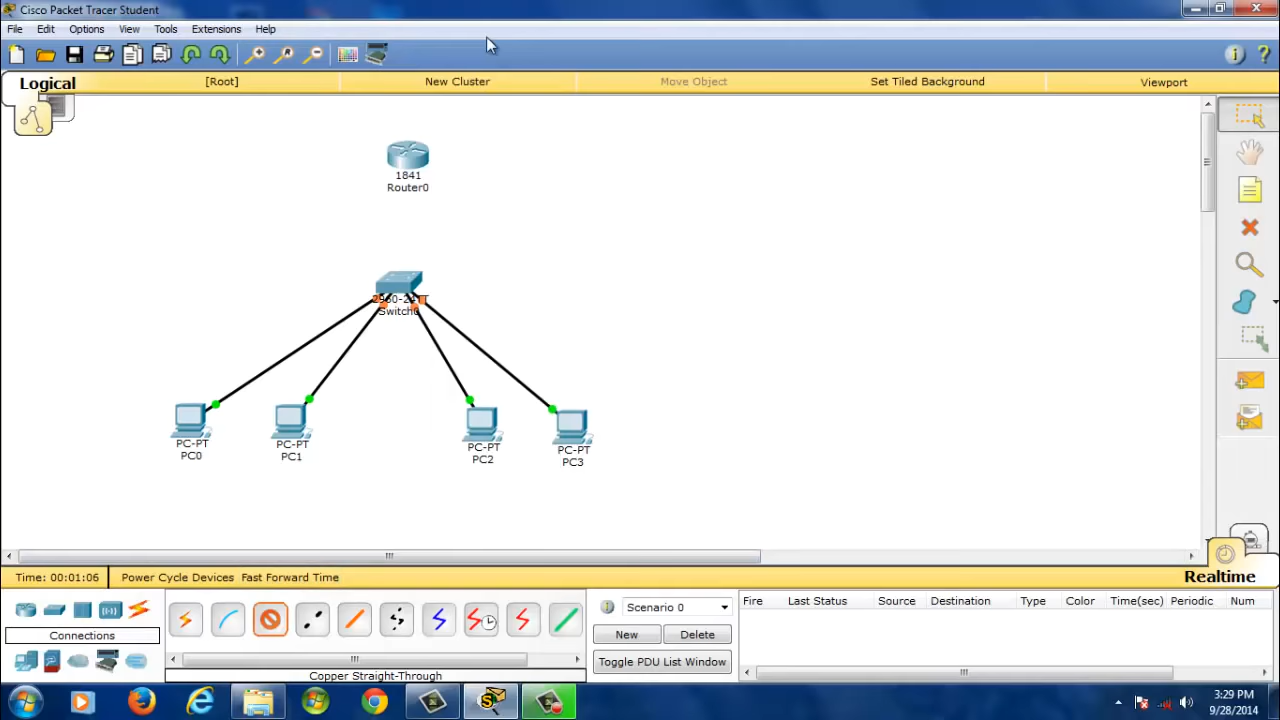 Cisco Packet Tracer Student
File Edit Options View Tools Extensions Help
Logical [Root] New Cluster Move Object Set Tiled Background Viewport
1841
Router0
2960-24TT
Switch0
PC-PT
PC0
PC-PT
PC1
PC-PT
PC2
PC-PT
PC3
Realtime
Time: 00:01:06 Power Cycle Devices Fast Forward Time
Connections
Copper Straight-Through
Scenario 0
New Delete
Toggle PDU List Window
Fire Last Status Source Destination Type Color Time(sec) Periodic Num
3:29 PM
9/28/2014